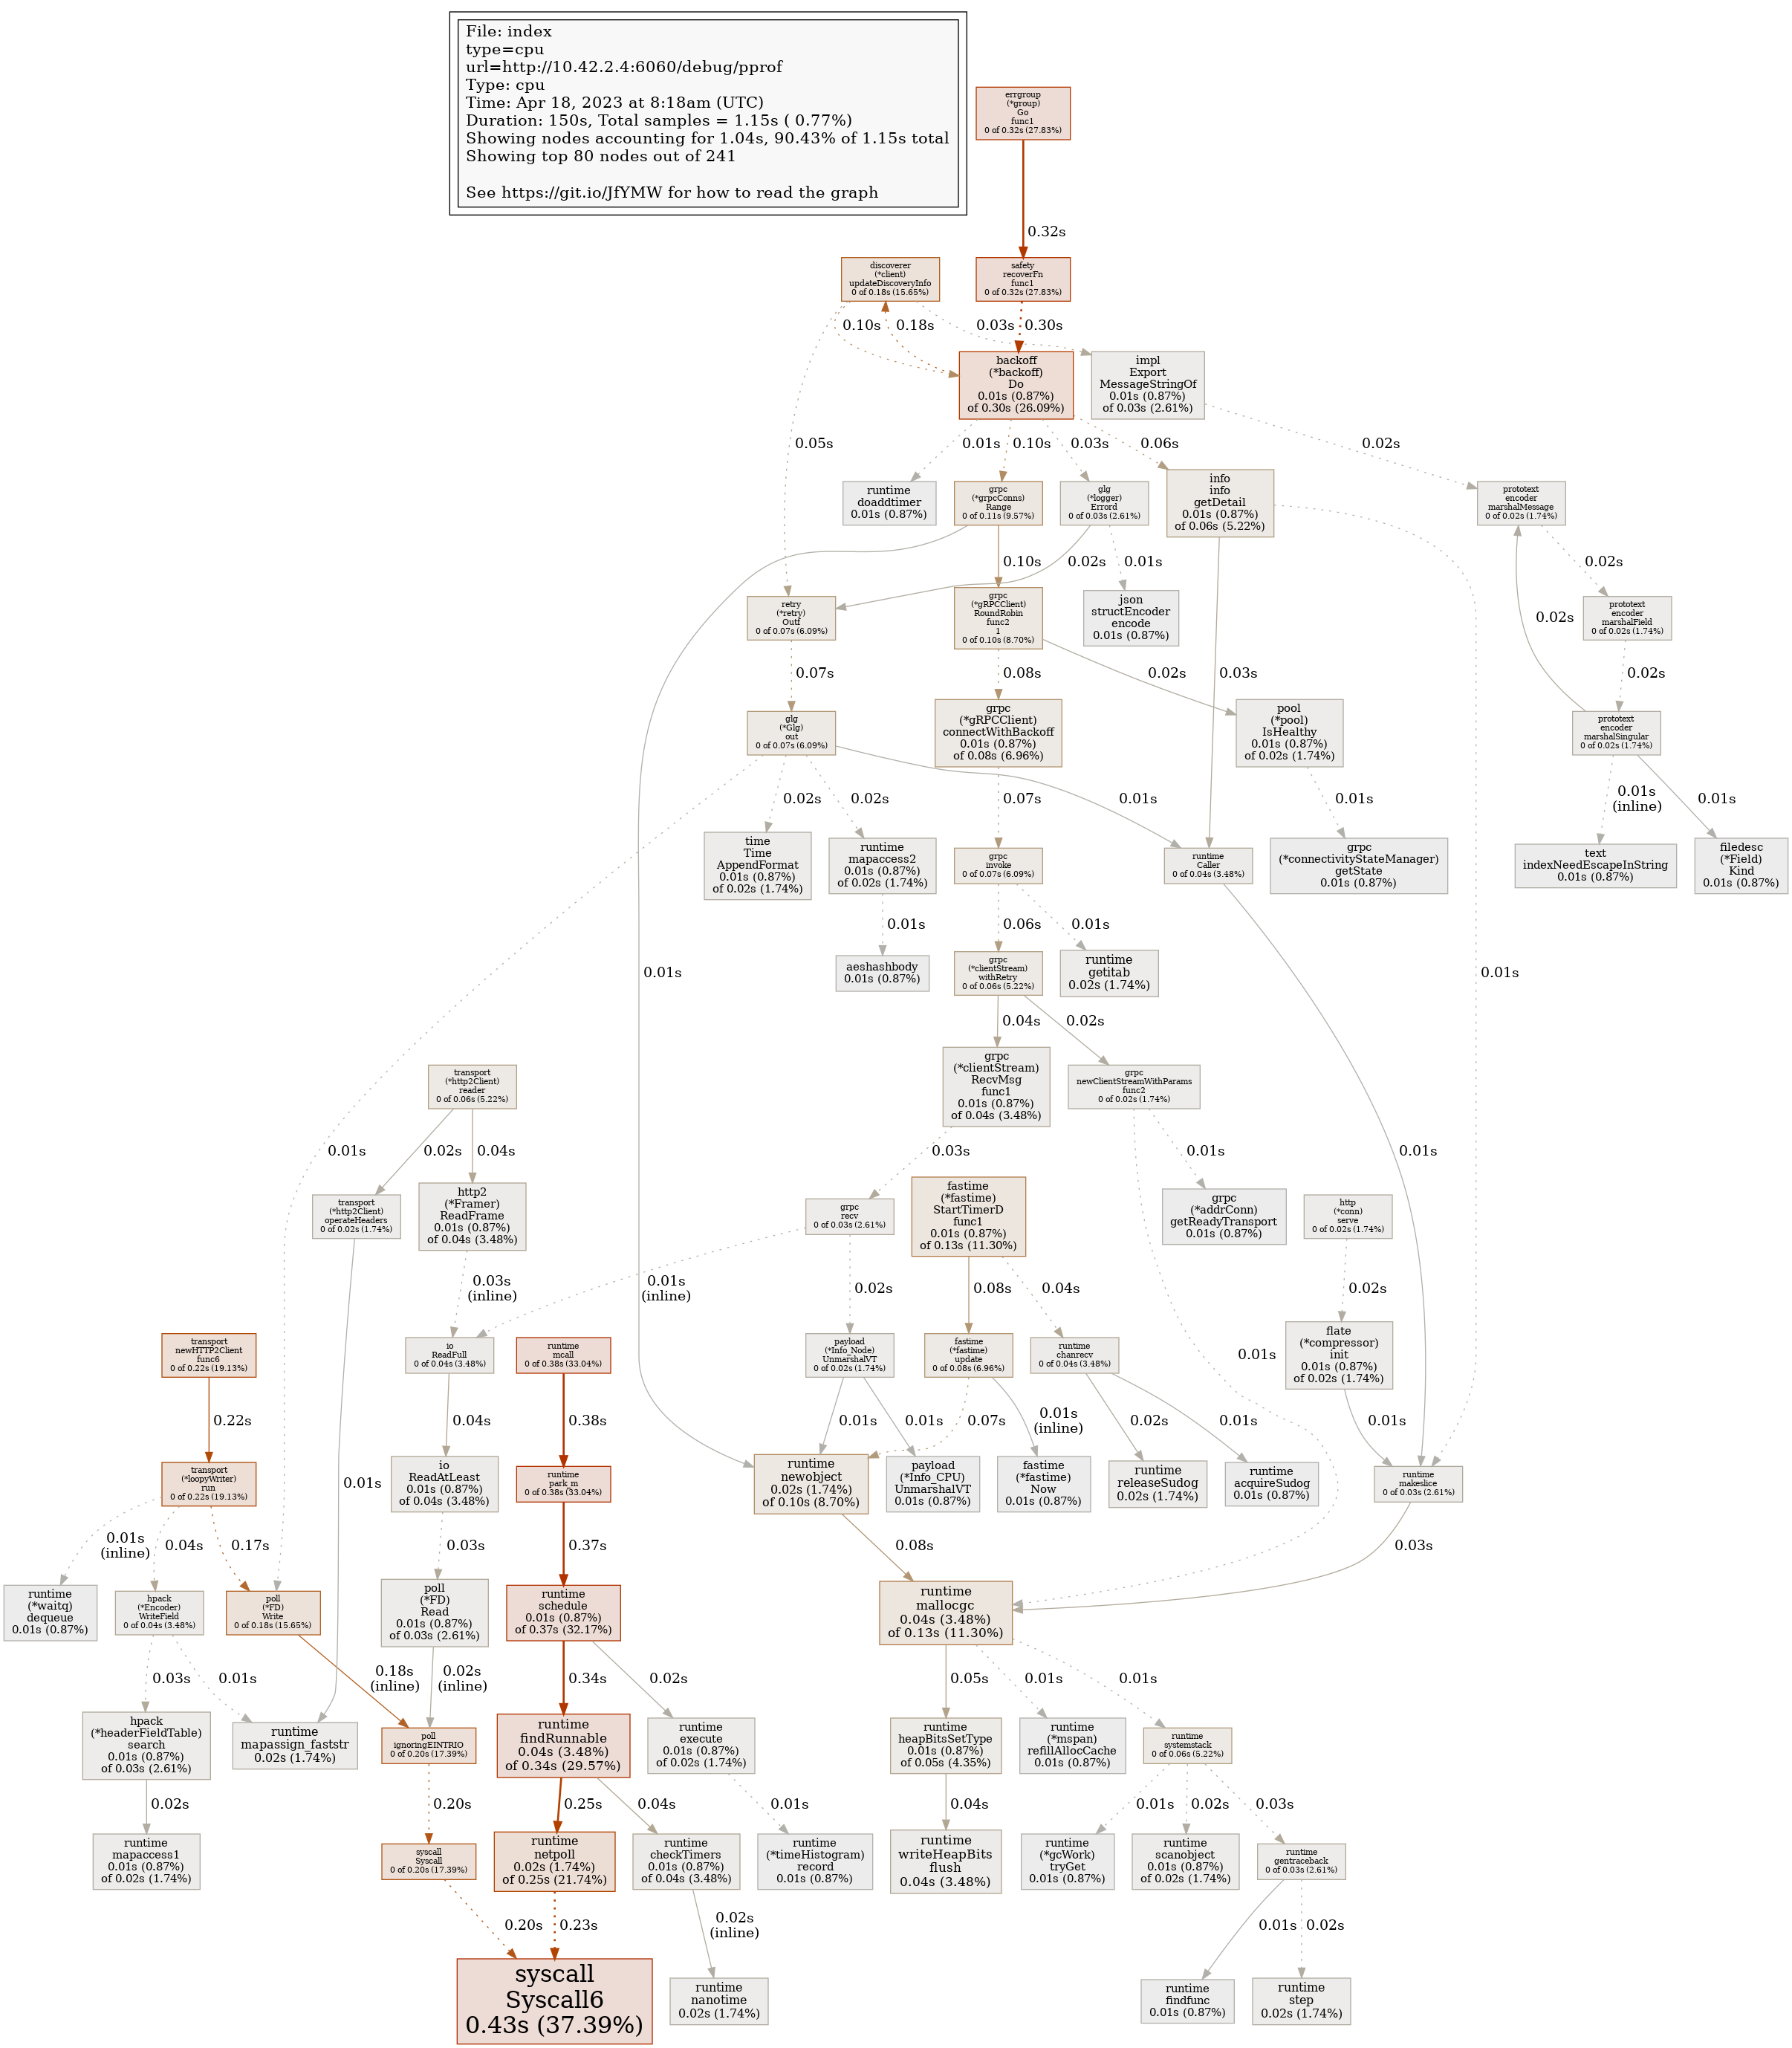 File: index
type=cpu
url=http://10.42.2.4:6060/debug/pprof
Type: cpu
Time: Apr 18, 2023 at 8:18am (UTC)
Duration: 150s, Total samples = 1.15s ( 0.77%)
Showing nodes accounting for 1.04s, 90.43% of 1.15s total
Showing top 80 nodes out of 241
See https://git.io/JfYMW for how to read the graph
errgroup
(*group)
Go
func1
0 of 0.32s (27.83%)
0.32s
discoverer
(*client)
updateDiscoveryInfo
0 of 0.18s (15.65%)
safety
recoverFn
func1
0 of 0.32s (27.83%)
0.10s
0.18s
0.03s
0.30s
backoff
(*backoff)
Do
0.01s (0.87%)
of 0.30s (26.09%)
impl
Export
MessageStringOf
0.01s (0.87%)
of 0.03s (2.61%)
0.05s
0.01s
0.10s
0.03s
0.06s
0.02s
runtime
doaddtimer
0.01s (0.87%)
grpc
(*grpcConns)
Range
0 of 0.11s (9.57%)
glg
(*logger)
Errord
0 of 0.03s (2.61%)
info
info
getDetail
0.01s (0.87%)
of 0.06s (5.22%)
prototext
encoder
marshalMessage
0 of 0.02s (1.74%)
0.10s
0.02s
0.01s
0.02s
retry
(*retry)
Outf
0 of 0.07s (6.09%)
grpc
(*gRPCClient)
RoundRobin
func2
1
0 of 0.10s (8.70%)
json
structEncoder
encode
0.01s (0.87%)
0.02s
prototext
encoder
marshalField
0 of 0.02s (1.74%)
0.07s
0.08s
0.02s
0.03s
0.02s
glg
(*Glg)
out
0 of 0.07s (6.09%)
grpc
(*gRPCClient)
connectWithBackoff
0.01s (0.87%)
of 0.08s (6.96%)
pool
(*pool)
IsHealthy
0.01s (0.87%)
of 0.02s (1.74%)
prototext
encoder
marshalSingular
0 of 0.02s (1.74%)
0.02s
0.02s
0.07s
0.01s
0.01s
0.01s
(inline)
0.01s
time
Time
AppendFormat
0.01s (0.87%)
of 0.02s (1.74%)
runtime
mapaccess2
0.01s (0.87%)
of 0.02s (1.74%)
grpc
invoke
0 of 0.07s (6.09%)
runtime
Caller
0 of 0.04s (3.48%)
grpc
(*connectivityStateManager)
getState
0.01s (0.87%)
text
indexNeedEscapeInString
0.01s (0.87%)
filedesc
(*Field)
Kind
0.01s (0.87%)
0.01s
0.06s
0.01s
aeshashbody
0.01s (0.87%)
0.01s
grpc
(*clientStream)
withRetry
0 of 0.06s (5.22%)
runtime
getitab
0.02s (1.74%)
0.01s
0.04s
0.02s
transport
(*http2Client)
reader
0 of 0.06s (5.22%)
grpc
(*clientStream)
RecvMsg
func1
0.01s (0.87%)
of 0.04s (3.48%)
grpc
newClientStreamWithParams
func2
0 of 0.02s (1.74%)
0.01s
0.02s
0.04s
0.03s
0.01s
0.01s
transport
(*http2Client)
operateHeaders
0 of 0.02s (1.74%)
http2
(*Framer)
ReadFrame
0.01s (0.87%)
of 0.04s (3.48%)
grpc
recv
0 of 0.03s (2.61%)
fastime
(*fastime)
StartTimerD
func1
0.01s (0.87%)
of 0.13s (11.30%)
grpc
(*addrConn)
getReadyTransport
0.01s (0.87%)
http
(*conn)
serve
0 of 0.02s (1.74%)
0.03s
(inline)
0.01s
(inline)
0.02s
0.08s
0.04s
0.02s
transport
newHTTP2Client
func6
0 of 0.22s (19.13%)
io
ReadFull
0 of 0.04s (3.48%)
runtime
mcall
0 of 0.38s (33.04%)
payload
(*Info_Node)
UnmarshalVT
0 of 0.02s (1.74%)
fastime
(*fastime)
update
0 of 0.08s (6.96%)
runtime
chanrecv
0 of 0.04s (3.48%)
0.01s
flate
(*compressor)
init
0.01s (0.87%)
of 0.02s (1.74%)
0.22s
0.04s
0.38s
0.01s
0.01s
0.07s
0.01s
(inline)
0.02s
0.01s
0.01s
transport
(*loopyWriter)
run
0 of 0.22s (19.13%)
0.01s
io
ReadAtLeast
0.01s (0.87%)
of 0.04s (3.48%)
runtime
park_m
0 of 0.38s (33.04%)
runtime
newobject
0.02s (1.74%)
of 0.10s (8.70%)
payload
(*Info_CPU)
UnmarshalVT
0.01s (0.87%)
fastime
(*fastime)
Now
0.01s (0.87%)
runtime
releaseSudog
0.02s (1.74%)
runtime
acquireSudog
0.01s (0.87%)
runtime
makeslice
0 of 0.03s (2.61%)
0.01s
(inline)
0.04s
0.17s
0.03s
0.37s
0.08s
0.03s
runtime
(*waitq)
dequeue
0.01s (0.87%)
hpack
(*Encoder)
WriteField
0 of 0.04s (3.48%)
poll
(*FD)
Write
0 of 0.18s (15.65%)
poll
(*FD)
Read
0.01s (0.87%)
of 0.03s (2.61%)
runtime
schedule
0.01s (0.87%)
of 0.37s (32.17%)
runtime
mallocgc
0.04s (3.48%)
of 0.13s (11.30%)
0.03s
0.01s
0.18s
(inline)
0.02s
(inline)
0.34s
0.02s
0.05s
0.01s
0.01s
hpack
(*headerFieldTable)
search
0.01s (0.87%)
of 0.03s (2.61%)
runtime
mapassign_faststr
0.02s (1.74%)
poll
ignoringEINTRIO
0 of 0.20s (17.39%)
runtime
findRunnable
0.04s (3.48%)
of 0.34s (29.57%)
runtime
execute
0.01s (0.87%)
of 0.02s (1.74%)
runtime
heapBitsSetType
0.01s (0.87%)
of 0.05s (4.35%)
runtime
(*mspan)
refillAllocCache
0.01s (0.87%)
runtime
systemstack
0 of 0.06s (5.22%)
0.02s
0.20s
0.25s
0.04s
0.01s
0.04s
0.01s
0.02s
0.03s
runtime
mapaccess1
0.01s (0.87%)
of 0.02s (1.74%)
syscall
Syscall
0 of 0.20s (17.39%)
runtime
netpoll
0.02s (1.74%)
of 0.25s (21.74%)
runtime
checkTimers
0.01s (0.87%)
of 0.04s (3.48%)
runtime
(*timeHistogram)
record
0.01s (0.87%)
runtime
writeHeapBits
flush
0.04s (3.48%)
runtime
(*gcWork)
tryGet
0.01s (0.87%)
runtime
scanobject
0.01s (0.87%)
of 0.02s (1.74%)
runtime
gentraceback
0 of 0.03s (2.61%)
0.20s
0.23s
0.02s
(inline)
0.01s
0.02s
syscall
Syscall6
0.43s (37.39%)
runtime
nanotime
0.02s (1.74%)
runtime
findfunc
0.01s (0.87%)
runtime
step
0.02s (1.74%)